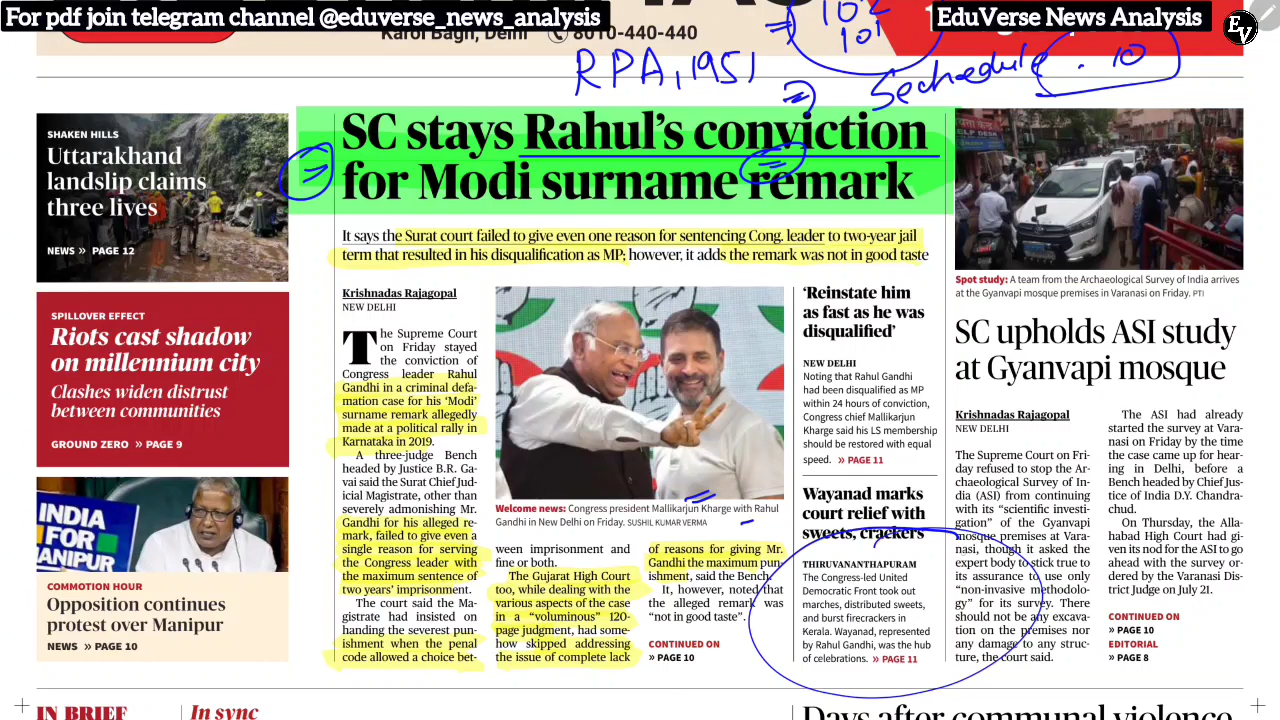 For pdf join telegram channel @eduverse_news_analysis
EduVerse News Analysis
EV
Karol Bagh, Delhi
8010-440-440
102
101
RPA, 1951
Sechedule . 10
SHAKEN HILLS
Uttarakhand
landslip claims
three lives
NEWS » PAGE 12
SPILLOVER EFFECT
Riots cast shadow
on millennium city
Clashes widen distrust
between communities
GROUND ZERO » PAGE 9
INDIA
FOR
MANIPUR
COMMOTION HOUR
Opposition continues
protest over Manipur
NEWS » PAGE 10
SC stays Rahul's conviction
for Modi surname remark
It says the Surat court failed to give even one reason for sentencing Cong. leader to two-year jail
term that resulted in his disqualification as MP; however, it adds the remark was not in good taste
Krishnadas Rajagopal
NEW DELHI
The Supreme Court
on Friday stayed
the conviction of
Congress leader Rahul
Gandhi in a criminal defa-
mation case for his 'Modi'
surname remark allegedly
made at a political rally in
Karnataka in 2019.
A three-judge Bench
headed by Justice B.R. Ga-
vai said the Surat Chief Jud-
icial Magistrate, other than
severely admonishing Mr.
Gandhi for his alleged re-
mark, failed to give even a
single reason for serving
the Congress leader with
the maximum sentence of
two years' imprisonment.
The court said the Ma-
gistrate had insisted on
handing the severest pun-
ishment when the penal
code allowed a choice bet-
Welcome news: Congress president Mallikarjun Kharge with Rahul
Gandhi in New Delhi on Friday. SUSHIL KUMAR VERMA
ween imprisonment and
fine or both.
The Gujarat High Court
too, while dealing with the
various aspects of the case
in a "voluminous" 120-
page judgment, had some-
how skipped addressing
the issue of complete lack
of reasons for giving Mr.
Gandhi the maximum pun-
ishment, said the Bench.
It, however, noted that
the alleged remark was
"not in good taste".
CONTINUED ON
» PAGE 10
'Reinstate him
as fast as he was
disqualified'
NEW DELHI
Noting that Rahul Gandhi
had been disqualified as MP
within 24 hours of conviction,
Congress chief Mallikarjun
Kharge said his LS membership
should be restored with equal
speed. » PAGE 11
Wayanad marks
court relief with
sweets, crackers
THIRUVANANTHAPURAM
The Congress-led United
Democratic Front took out
marches, distributed sweets,
and burst firecrackers in
Kerala. Wayanad, represented
by Rahul Gandhi, was the hub
of celebrations. » PAGE 11
HELP DESK
Spot study: A team from the Archaeological Survey of India arrives
at the Gyanvapi mosque premises in Varanasi on Friday. PTI
SC upholds ASI study
at Gyanvapi mosque
Krishnadas Rajagopal
NEW DELHI
The Supreme Court on Fri-
day refused to stop the Ar-
chaeological Survey of In-
dia (ASI) from continuing
with its "scientific investi-
gation" of the Gyanvapi
mosque premises at Vara-
nasi, though it asked the
expert body to stick true to
its assurance to use only
"non-invasive methodolo-
gy" for its survey. There
should not be any excava-
tion on the premises nor
any damage to any struc-
ture, the court said.
The ASI had already
started the survey at Vara-
nasi on Friday by the time
the case came up for hear-
ing in Delhi, before a
Bench headed by Chief Jus-
tice of India D.Y. Chandra-
chud.
On Thursday, the Alla-
habad High Court had gi-
ven its nod for the ASI to go
ahead with the survey or-
dered by the Varanasi Dis-
trict Judge on July 21.
CONTINUED ON
» PAGE 10
EDITORIAL
» PAGE 8
IN BRIEF
In sync
Days after communal violence